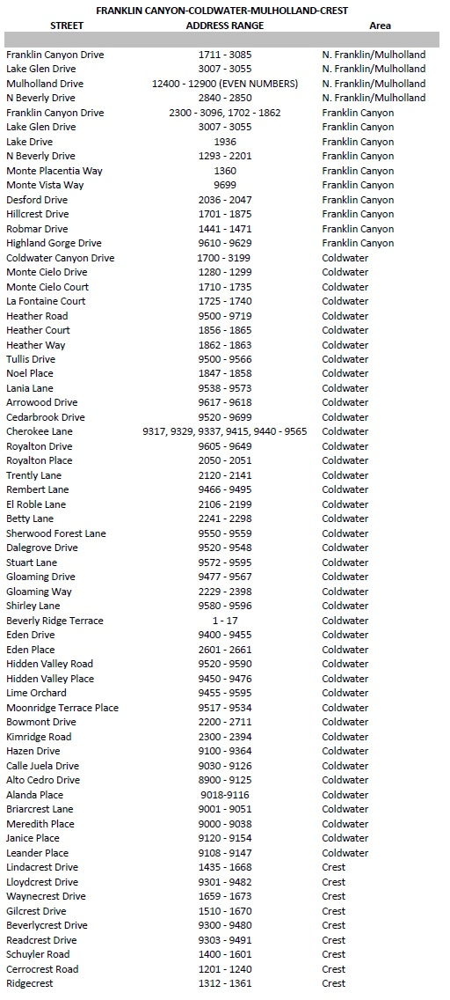 FRANKLIN CANYON-COLDWATER-MULHOLLAND-CREST
STREET ADDRESS RANGE Area
Franklin Canyon Drive 1711 - 3085 N. Franklin/Mulholland
Lake Glen Drive 3007 - 3055 N. Franklin/Mulholland
Mulholland Drive 12400 - 12900 (EVEN NUMBERS) N. Franklin/Mulholland
N Beverly Drive 2840 - 2850 N. Franklin/Mulholland
Franklin Canyon Drive 2300 - 3096, 1702 - 1862 Franklin Canyon
Lake Glen Drive 3007 - 3055 Franklin Canyon
Lake Drive 1936 Franklin Canyon
N Beverly Drive 1293 - 2201 Franklin Canyon
Monte Placentia Way 1360 Franklin Canyon
Monte Vista Way 9699 Franklin Canyon
Desford Drive 2036 - 2047 Franklin Canyon
Hillcrest Drive 1701 - 1875 Franklin Canyon
Robmar Drive 1441 - 1471 Franklin Canyon
Highland Gorge Drive 9610 - 9629 Franklin Canyon
Coldwater Canyon Drive 1700 - 3199 Coldwater
Monte Cielo Drive 1280 - 1299 Coldwater
Monte Cielo Court 1710 - 1735 Coldwater
La Fontaine Court 1725 - 1740 Coldwater
Heather Road 9500 - 9719 Coldwater
Heather Court 1856 - 1865 Coldwater
Heather Way 1862 - 1863 Coldwater
Tullis Drive 9500 - 9566 Coldwater
Noel Place 1847 - 1858 Coldwater
Lania Lane 9538 - 9573 Coldwater
Arrowood Drive 9617 - 9618 Coldwater
Cedarbrook Drive 9520 - 9699 Coldwater
Cherokee Lane 9317, 9329, 9337, 9415, 9440 - 9565 Coldwater
Royalton Drive 9605 - 9649 Coldwater
Royalton Place 2050 - 2051 Coldwater
Trently Lane 2120 - 2141 Coldwater
Rembert Lane 9466 - 9495 Coldwater
El Roble Lane 2106 - 2199 Coldwater
Betty Lane 2241 - 2298 Coldwater
Sherwood Forest Lane 9550 - 9559 Coldwater
Dalegrove Drive 9520 - 9548 Coldwater
Stuart Lane 9572 - 9595 Coldwater
Gloaming Drive 9477 - 9567 Coldwater
Gloaming Way 2229 - 2398 Coldwater
Shirley Lane 9580 - 9596 Coldwater
Beverly Ridge Terrace 1 - 17 Coldwater
Eden Drive 9400 - 9455 Coldwater
Eden Place 2601 - 2661 Coldwater
Hidden Valley Road 9520 - 9590 Coldwater
Hidden Valley Place 9450 - 9476 Coldwater
Lime Orchard 9455 - 9595 Coldwater
Moonridge Terrace Place 9517 - 9534 Coldwater
Bowmont Drive 2200 - 2711 Coldwater
Kimridge Road 2300 - 2394 Coldwater
Hazen Drive 9100 - 9364 Coldwater
Calle Juela Drive 9030 - 9126 Coldwater
Alto Cedro Drive 8900 - 9125 Coldwater
Alanda Place 9018-9116 Coldwater
Briarcrest Lane 9001 - 9051 Coldwater
Meredith Place 9000 - 9038 Coldwater
Janice Place 9120 - 9154 Coldwater
Leander Place 9108 - 9147 Coldwater
Lindacrest Drive 1435 - 1668 Crest
Lloydcrest Drive 9301 - 9482 Crest
Waynecrest Drive 1659 - 1673 Crest
Gilcrest Drive 1510 - 1670 Crest
Beverlycrest Drive 9300 - 9480 Crest
Readcrest Drive 9303 - 9491 Crest
Schuyler Road 1400 - 1601 Crest
Cerrocrest Road 1201 - 1240 Crest
Ridgecrest 1312 - 1361 Crest